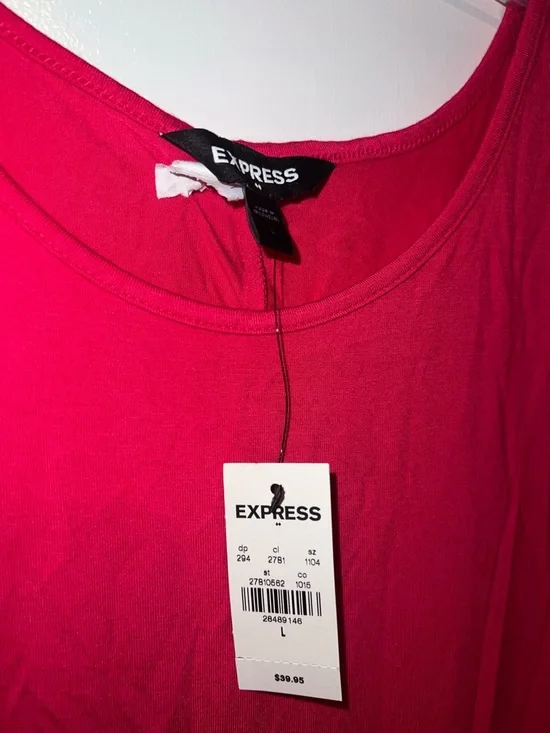 EXPRESS
EXPRESS
dp cl sz
294 2781 1104
st co
27810562 1015
28489146
L
$39.95